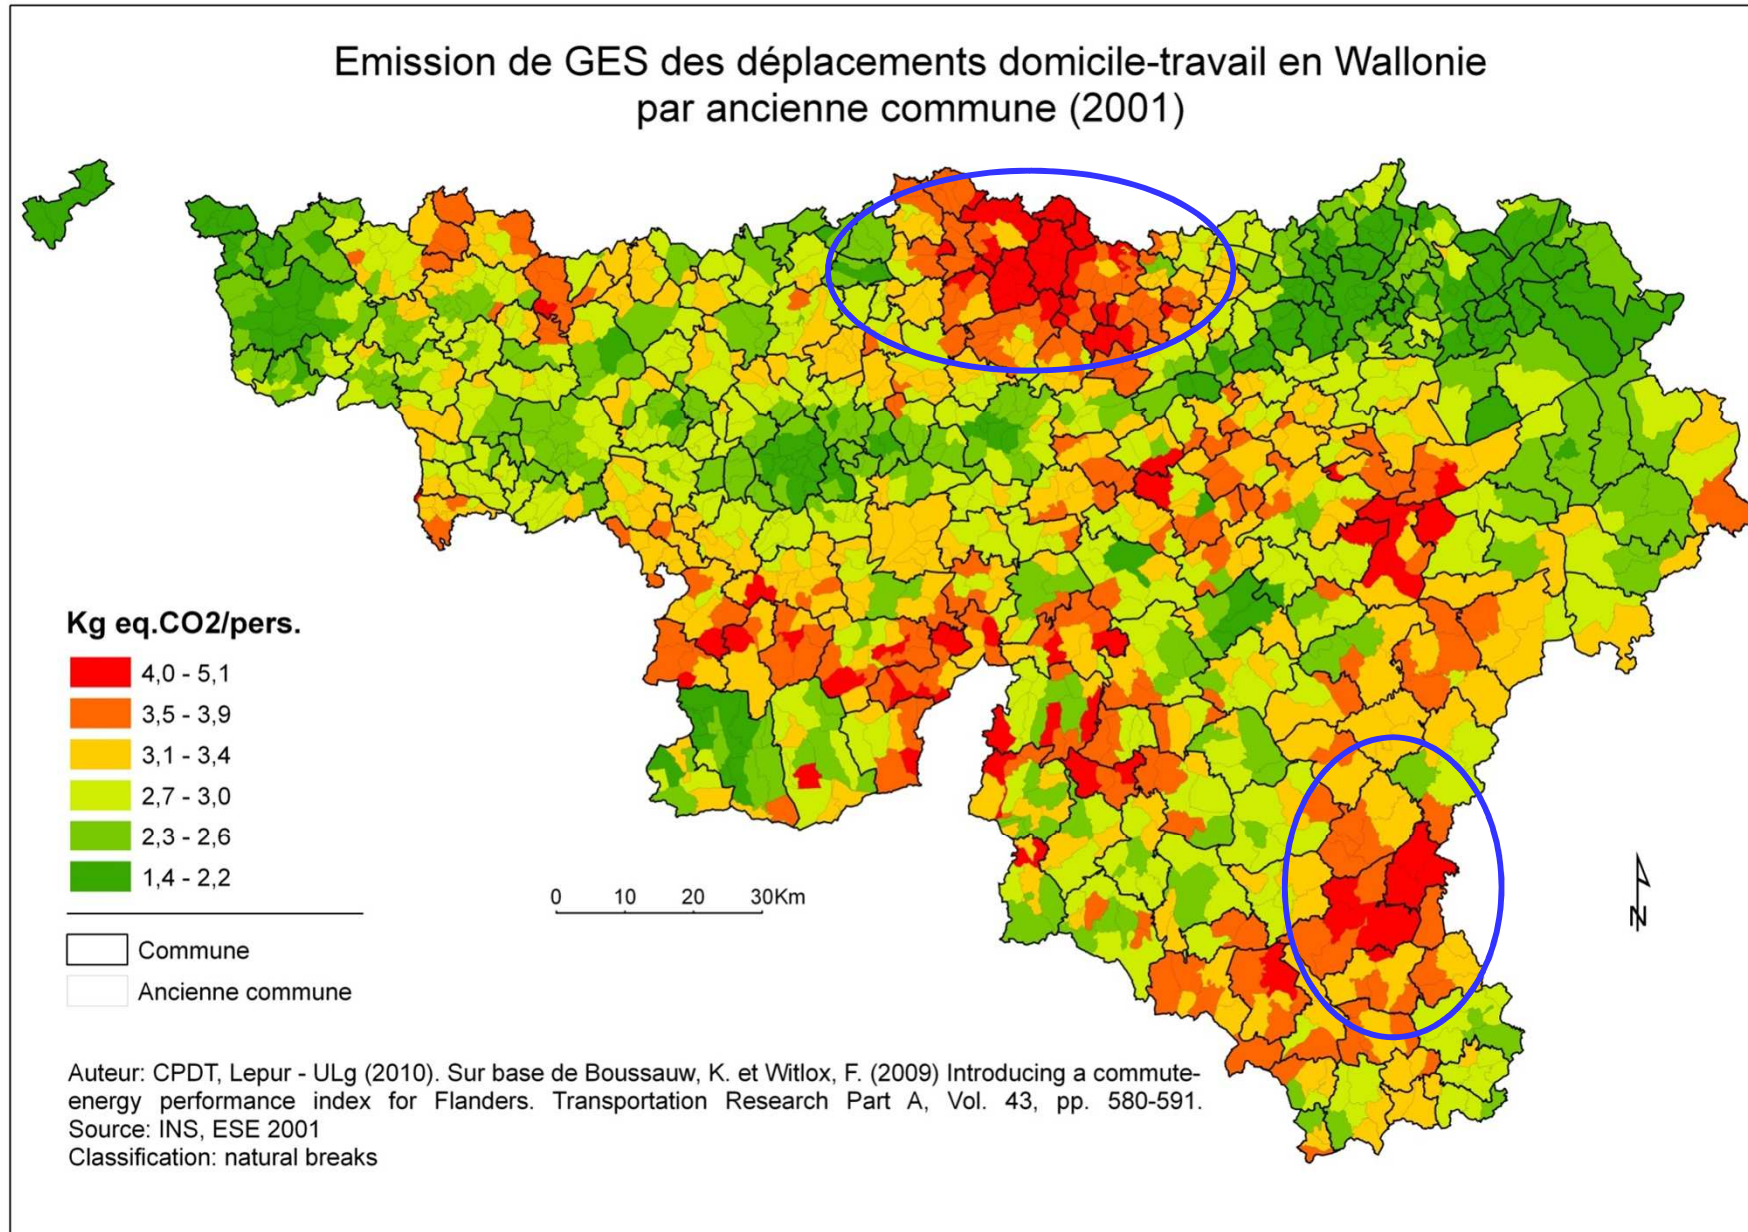 Emission de GES des déplacements domicile-travail en Wallonie
par ancienne commune (2001)
Kg eq.CO2/pers.
4,0 - 5,1
3,5 - 3,9
3,1 - 3,4
2,7 - 3,0
2,3 - 2,6
1,4 - 2,2
Commune
Ancienne commune
0 10 20 30Km
N
Auteur: CPDT, Lepur - ULg (2010). Sur base de Boussauw, K. et Witlox, F. (2009) Introducing a commute-
energy performance index for Flanders. Transportation Research Part A, Vol. 43, pp. 580-591.
Source: INS, ESE 2001
Classification: natural breaks